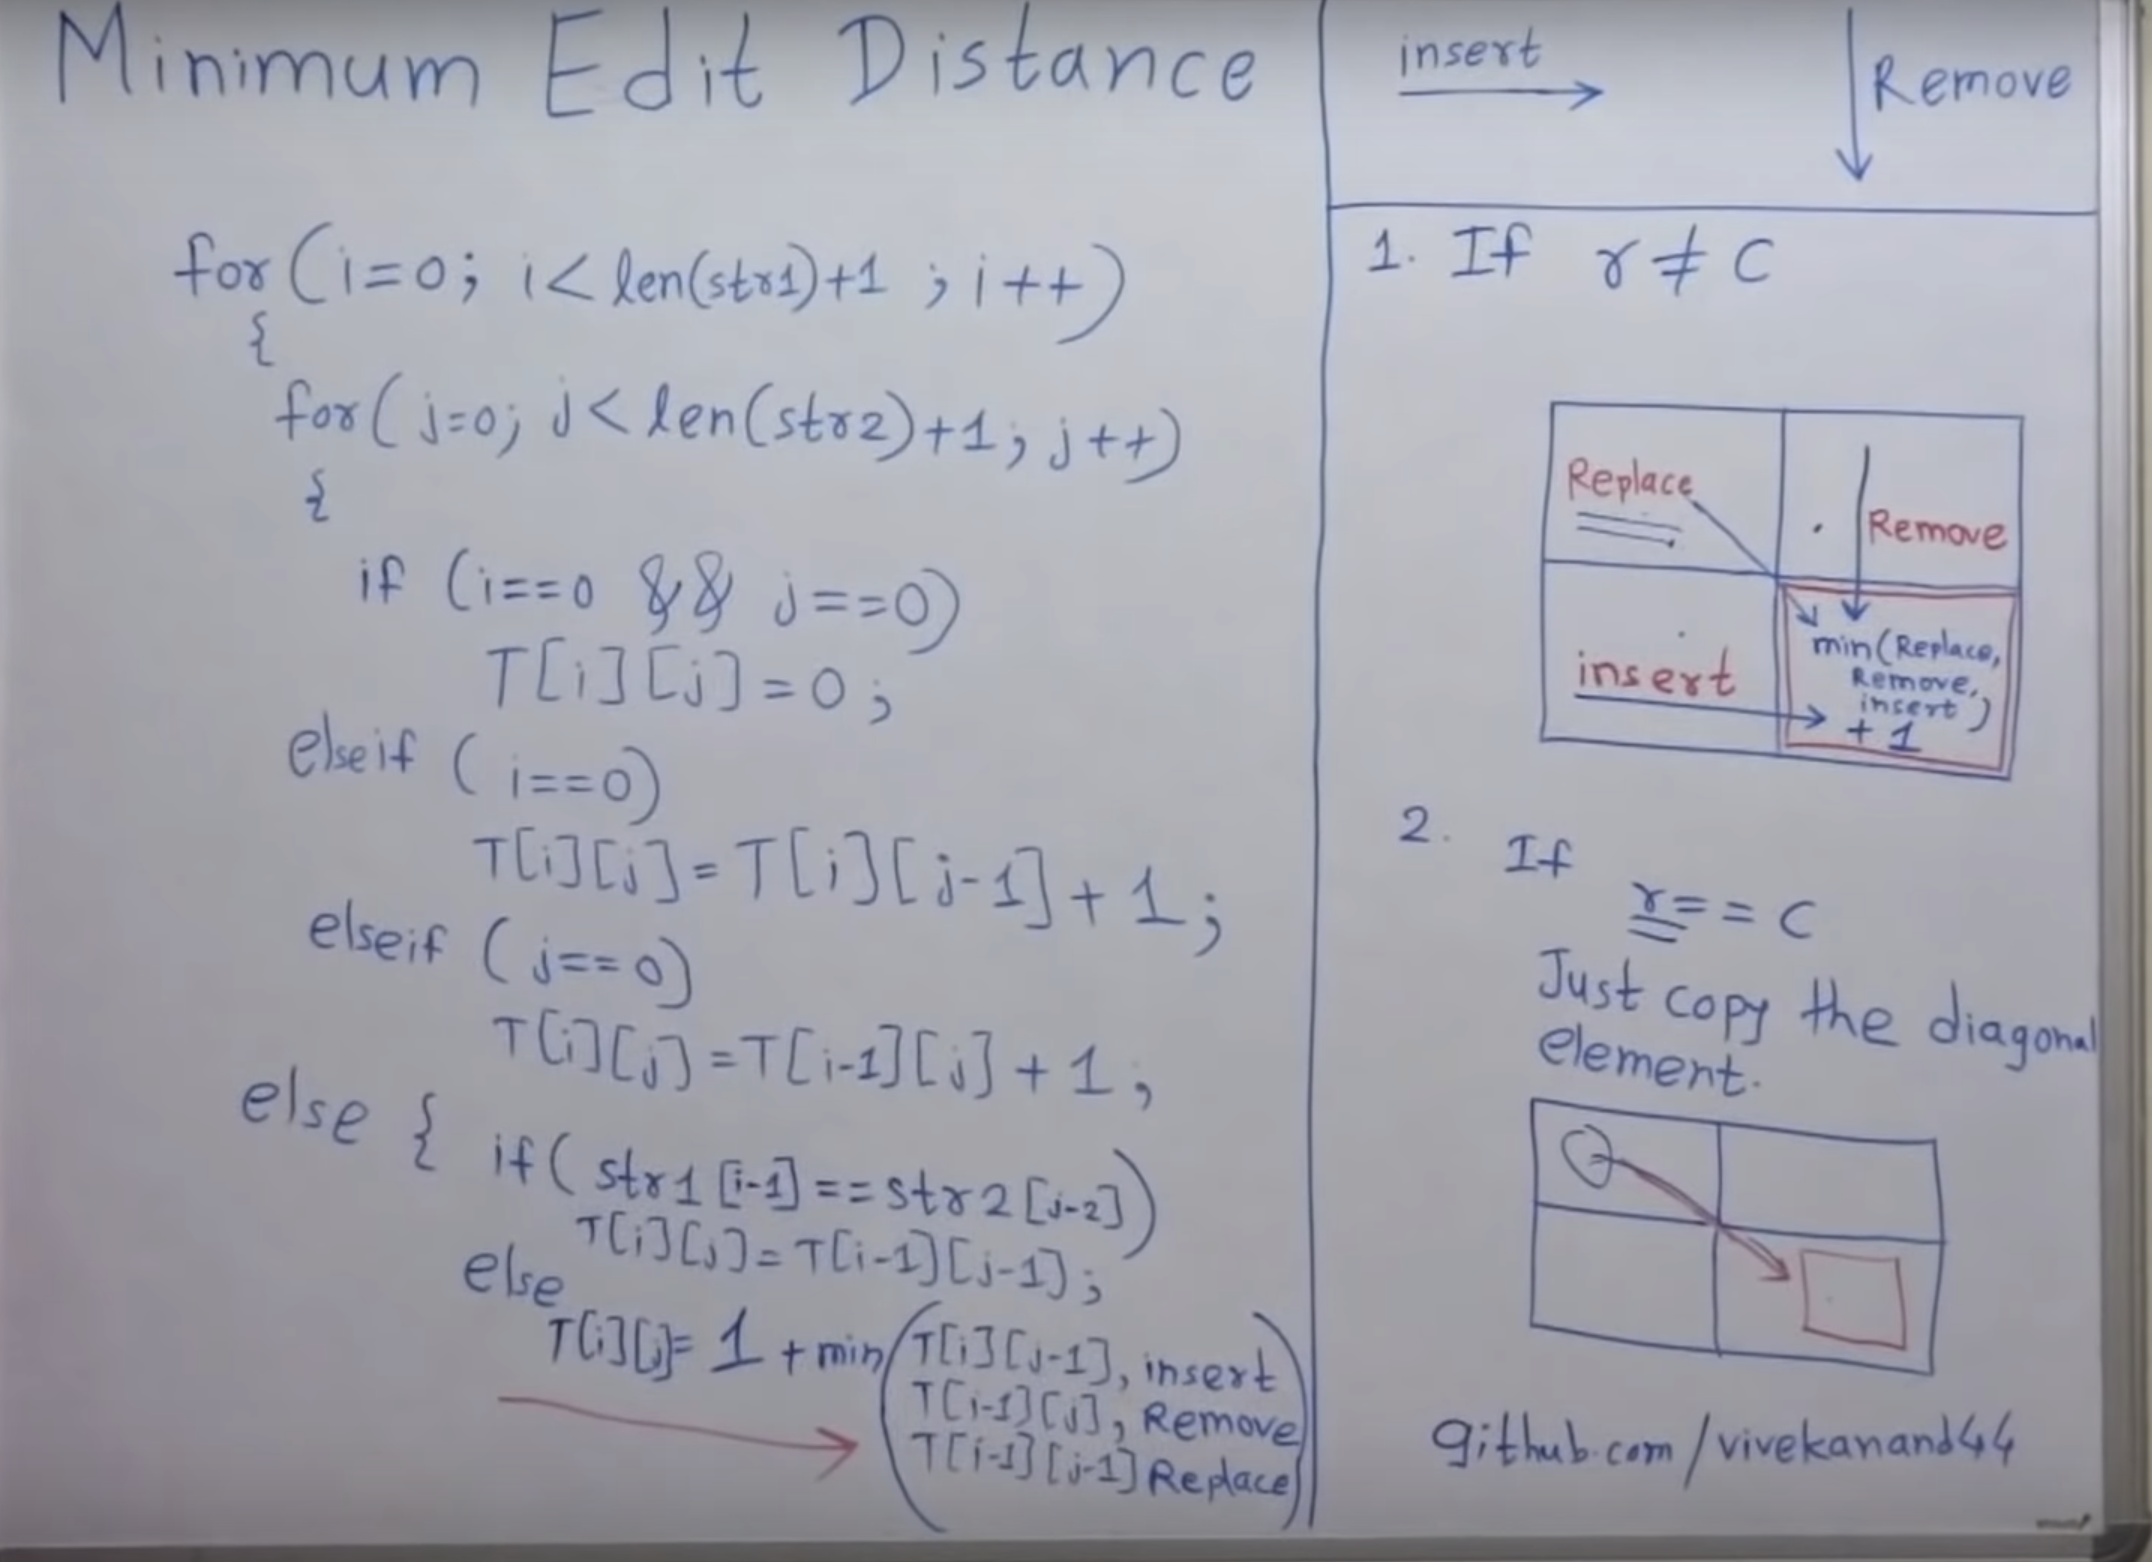 Minimum Edit Distance
for(i=0; i<len(str1)+1 ; i++)
{
for(j=0; j<len(str2)+1; j++)
{
if (i==0 && j==0)
T[i][j]=0;
elseif (i==0)
T[i][j]=T[i][j-1]+1;
elseif (j==0)
T[i][j]=T[i-1][j]+1,
else { if(str1[i-1]==str2[j-2])
T[i][j]=T[i-1][j-1];
else
T[i][j]= 1 +min(T[i][j-1], insert
T[i-1][j], Remove
T[i-1][j-1] Replace)
insert
Remove
1. If r ≠ C
Replace
Remove
insert
min(Replace,
Remove,
insert)
+ 1
2. If
r== C
Just copy the diagonal
element.
github.com/vivekanand44